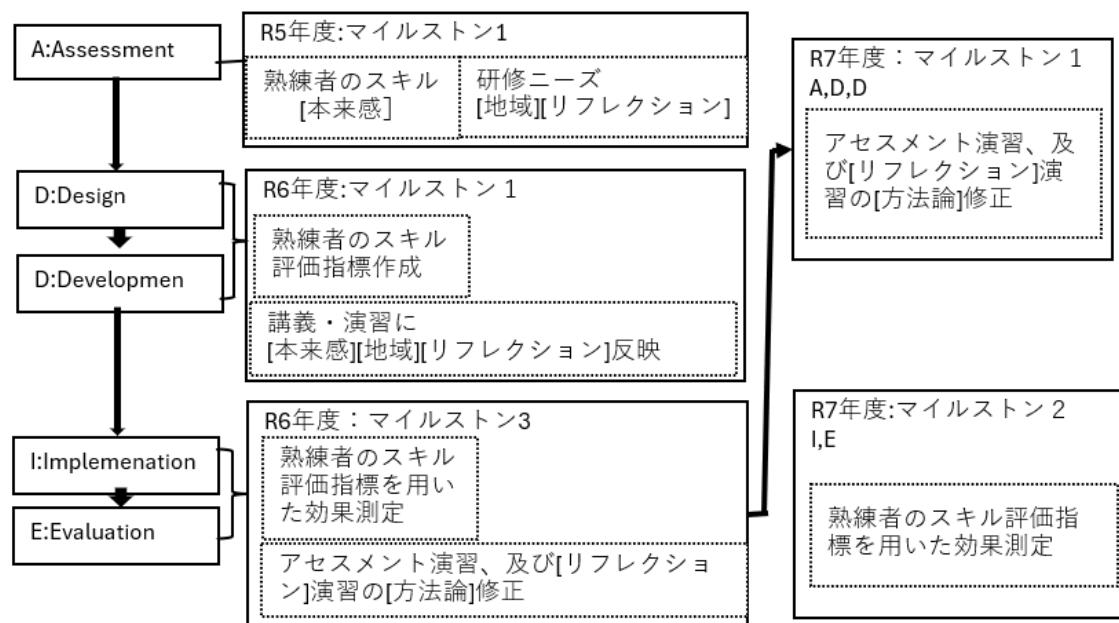 A:Assessment
D:Design
D:Developmen
I:Implemenation
E:Evaluation
R5年度:マイルストン1
熟練者のスキル
[本来感］
研修ニーズ
[地域][リフレクション]
R6年度:マイルストン１
熟練者のスキル
評価指標作成
講義・演習に
[本来感][地域][リフレクション]反映
R6年度：マイルストン3
熟練者のスキル
評価指標を用い
た効果測定
アセスメント演習、及び[リフレクショ
ン]演習の[方法論]修正
R7年度：マイルストン１
A,D,D
アセスメント演習、及
び[リフレクション]演
習の[方法論]修正
R7年度:マイルストン２
I,E
熟練者のスキル評価指
標を用いた効果測定